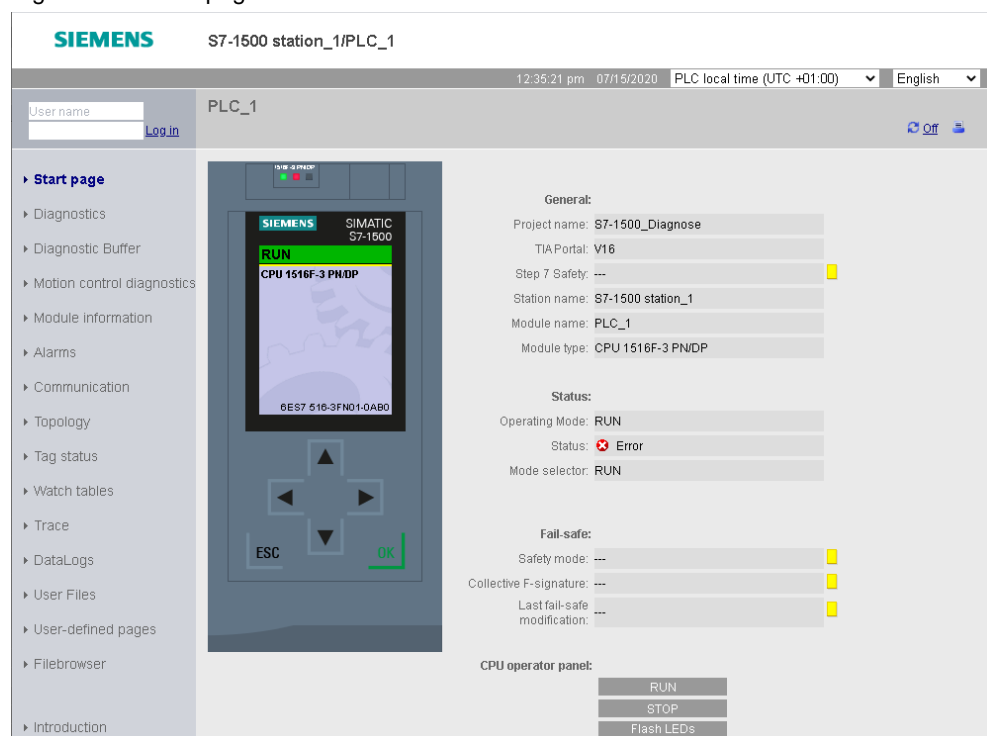 SIEMENS
S7-1500 station_1/PLC_1
12:35:21 pm 07/15/2020 PLC local time (UTC +01:00) English
User name
Log in
PLC_1
Off
Start page
Diagnostics
Diagnostic Buffer
Motion control diagnostics
Module information
Alarms
Communication
Topology
Tag status
Watch tables
Trace
DataLogs
User Files
User-defined pages
Filebrowser
Introduction
SIEMENS
SIMATIC
S7-1500
RUN
CPU 1516F-3 PN/DP
6ES7 516-3FN01-0AB0
ESC
OK
General:
Project name: S7-1500_Diagnose
TIA Portal: V16
Step 7 Safety: ---
Station name: S7-1500 station_1
Module name: PLC_1
Module type: CPU 1516F-3 PN/DP
Status:
Operating Mode: RUN
Status: Error
Mode selector: RUN
Fail-safe:
Safety mode: ---
Collective F-signature: ---
Last fail-safe
modification: ---
CPU operator panel:
RUN
STOP
Flash LEDs